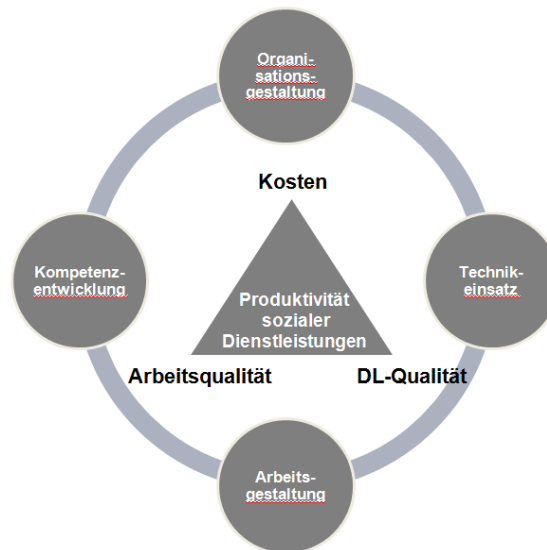 Organi-
sations-
gestaltung
Kosten
Kompetenz-
entwicklung
Technik-
einsatz
Produktivität
sozialer
Dienstleistungen
Arbeitsqualität
DL-Qualität
Arbeits-
gestaltung